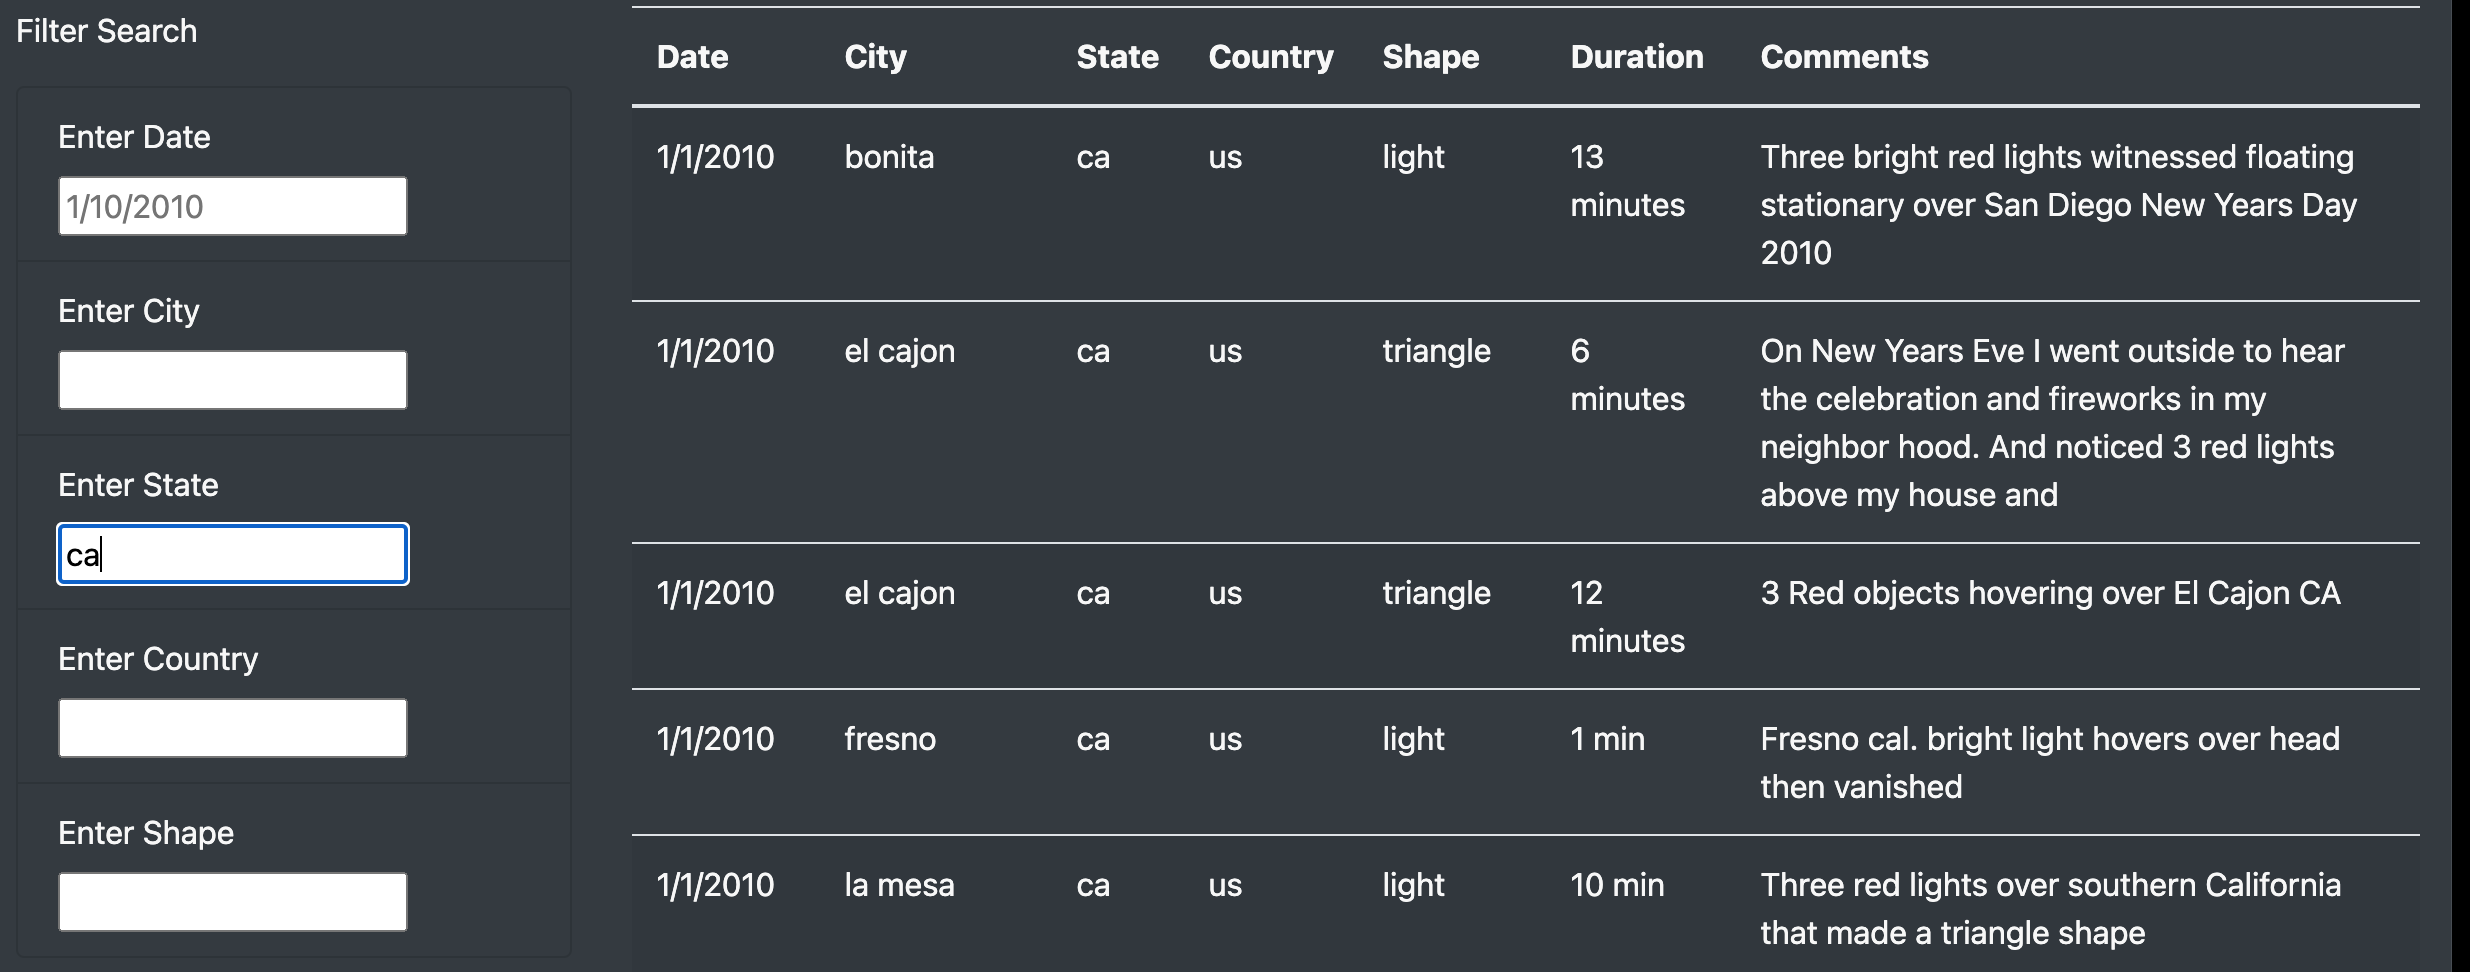 Filter Search
Enter Date
1/10/2010
Enter City
Enter State
ca
Enter Country
Enter Shape
Date City State Country Shape Duration Comments
1/1/2010 bonita ca us light 13 Three bright red lights witnessed floating
minutes stationary over San Diego New Years Day
2010
1/1/2010 el cajon ca us triangle 6 On New Years Eve I went outside to hear
minutes the celebration and fireworks in my
neighbor hood. And noticed 3 red lights
above my house and
1/1/2010 el cajon ca us triangle 12 3 Red objects hovering over El Cajon CA
minutes
1/1/2010 fresno ca us light 1 min Fresno cal. bright light hovers over head
then vanished
1/1/2010 la mesa ca us light 10 min Three red lights over southern California
that made a triangle shape